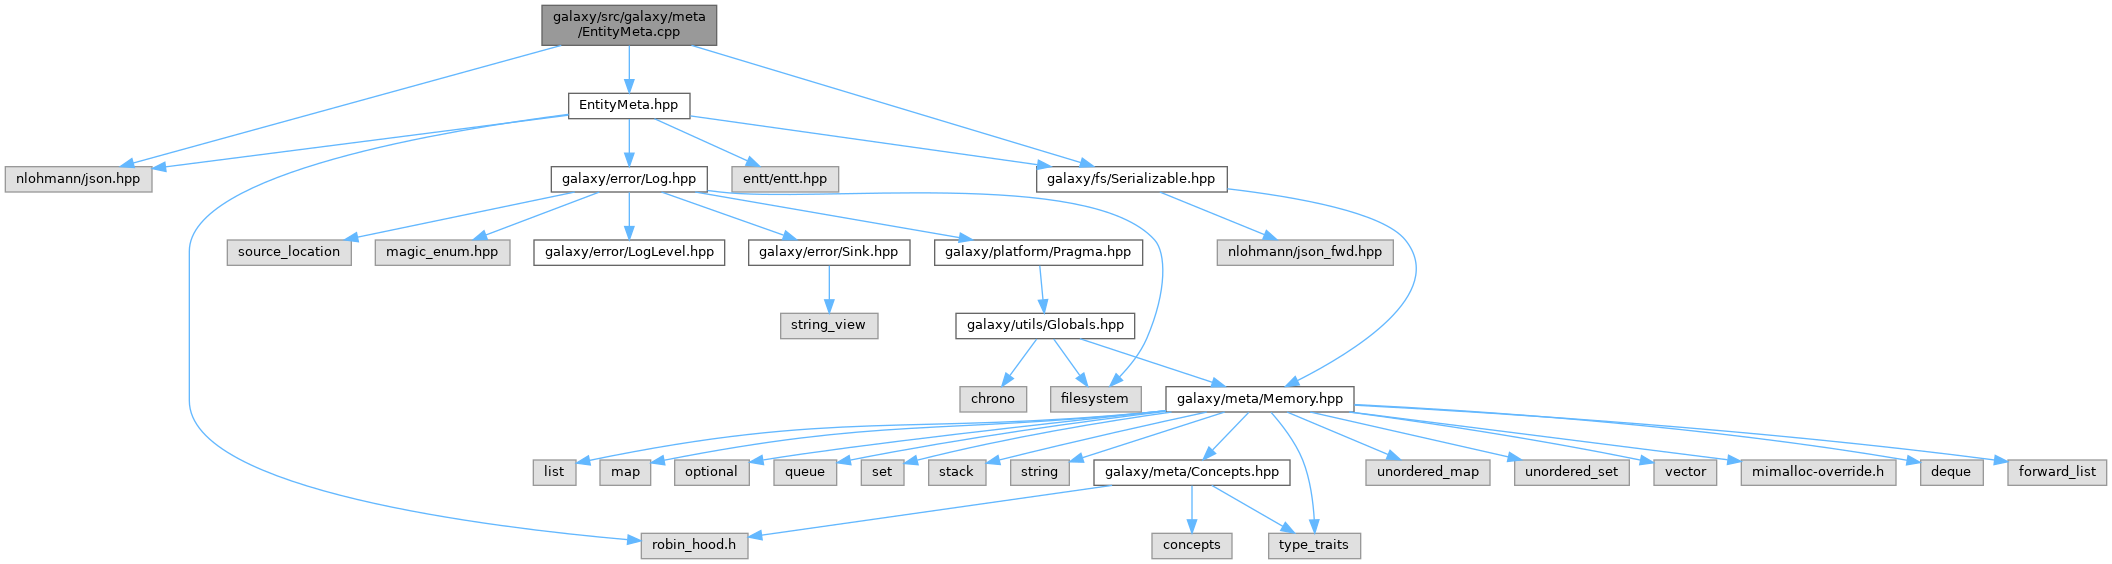 galaxy/src/galaxy/meta
/EntityMeta.cpp
EntityMeta.hpp
nlohmann/json.hpp
galaxy/error/Log.hpp
entt/entt.hpp
galaxy/fs/Serializable.hpp
source_location
magic_enum.hpp
galaxy/error/LogLevel.hpp
galaxy/error/Sink.hpp
galaxy/platform/Pragma.hpp
nlohmann/json_fwd.hpp
string_view
galaxy/utils/Globals.hpp
chrono
filesystem
galaxy/meta/Memory.hpp
list
map
optional
queue
set
stack
string
galaxy/meta/Concepts.hpp
unordered_map
unordered_set
vector
mimalloc-override.h
deque
forward_list
robin_hood.h
concepts
type_traits